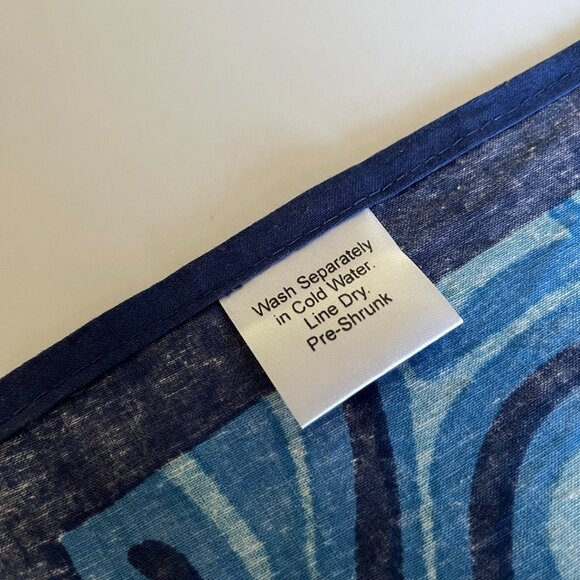 Wash Separately
in Cold Water.
Line Dry.
Pre-Shrunk